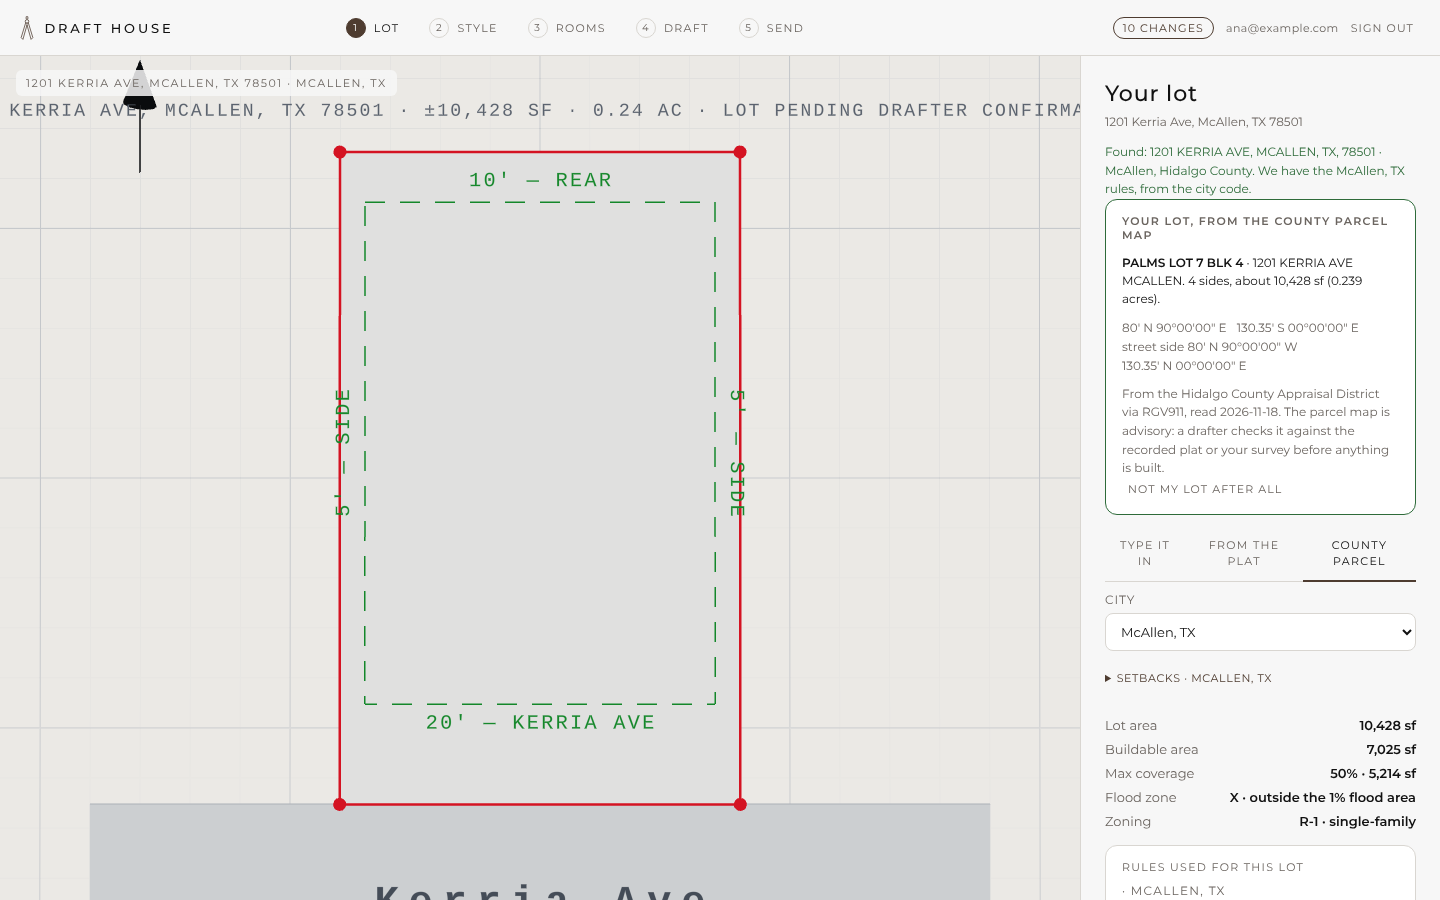 DRAFT HOUSE
1 LOT
2 STYLE
3 ROOMS
4 DRAFT
5 SEND
10 CHANGES
ana@example.com
SIGN OUT
1201 KERRIA AVE, MCALLEN, TX 78501 · MCALLEN, TX
KERRIA AVE, MCALLEN, TX 78501 · ±10,428 SF · 0.24 AC · LOT PENDING DRAFTER CONFIRMA
10' — REAR
5' — SIDE
5' — SIDE
20' — KERRIA AVE
Kerria Ave
Your lot
1201 Kerria Ave, McAllen, TX 78501
Found: 1201 KERRIA AVE, MCALLEN, TX, 78501 ·
McAllen, Hidalgo County. We have the McAllen, TX
rules, from the city code.
YOUR LOT, FROM THE COUNTY PARCEL
MAP
PALMS LOT 7 BLK 4 · 1201 KERRIA AVE
MCALLEN. 4 sides, about 10,428 sf (0.239
acres).
80' N 90°00'00" E 130.35' S 00°00'00" E
street side 80' N 90°00'00" W
130.35' N 00°00'00" E
From the Hidalgo County Appraisal District
via RGV911, read 2026-11-18. The parcel map is
advisory: a drafter checks it against the
recorded plat or your survey before anything
is built.
NOT MY LOT AFTER ALL
TYPE IT
IN
FROM THE
PLAT
COUNTY
PARCEL
CITY
McAllen, TX
SETBACKS · MCALLEN, TX
Lot area 10,428 sf
Buildable area 7,025 sf
Max coverage 50% · 5,214 sf
Flood zone X · outside the 1% flood area
Zoning R-1 · single-family
RULES USED FOR THIS LOT
· MCALLEN, TX